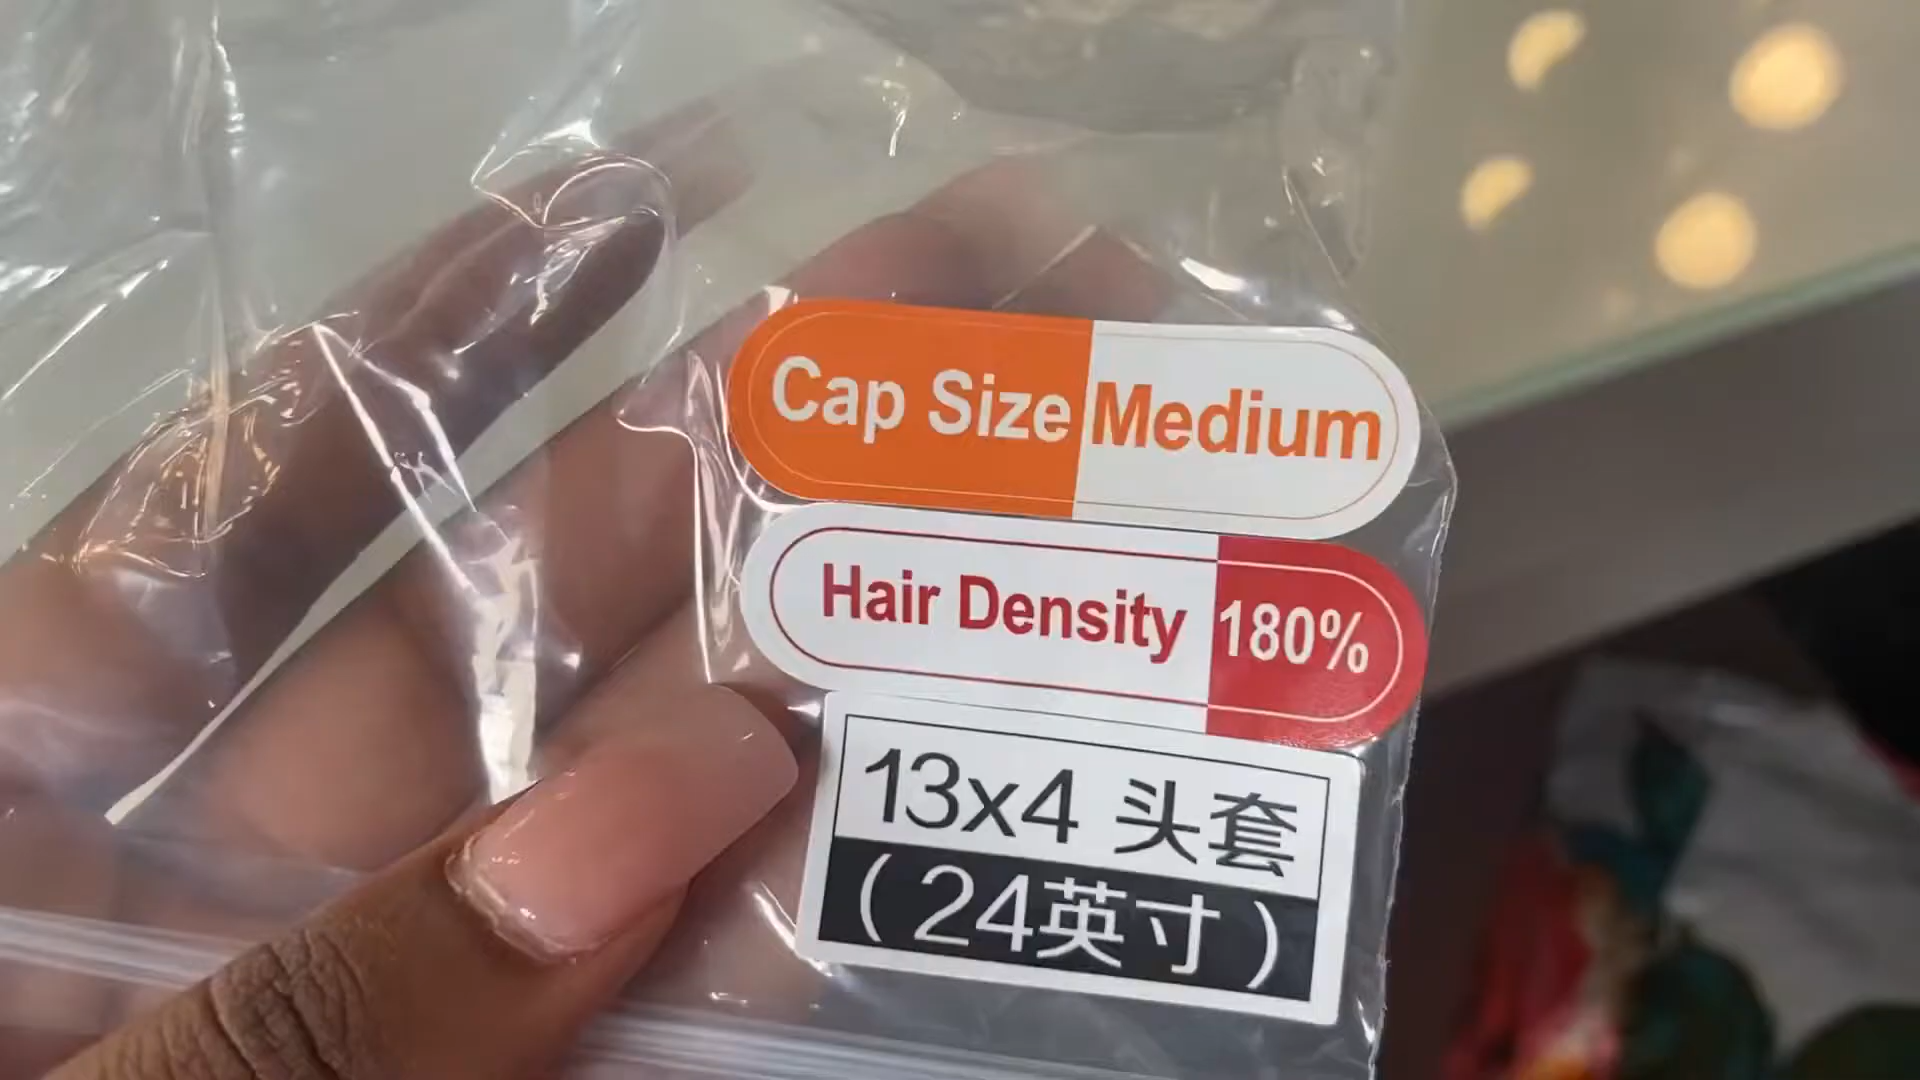 Cap Size Medium
Hair Density 180%
13x4 头套
（24英寸）